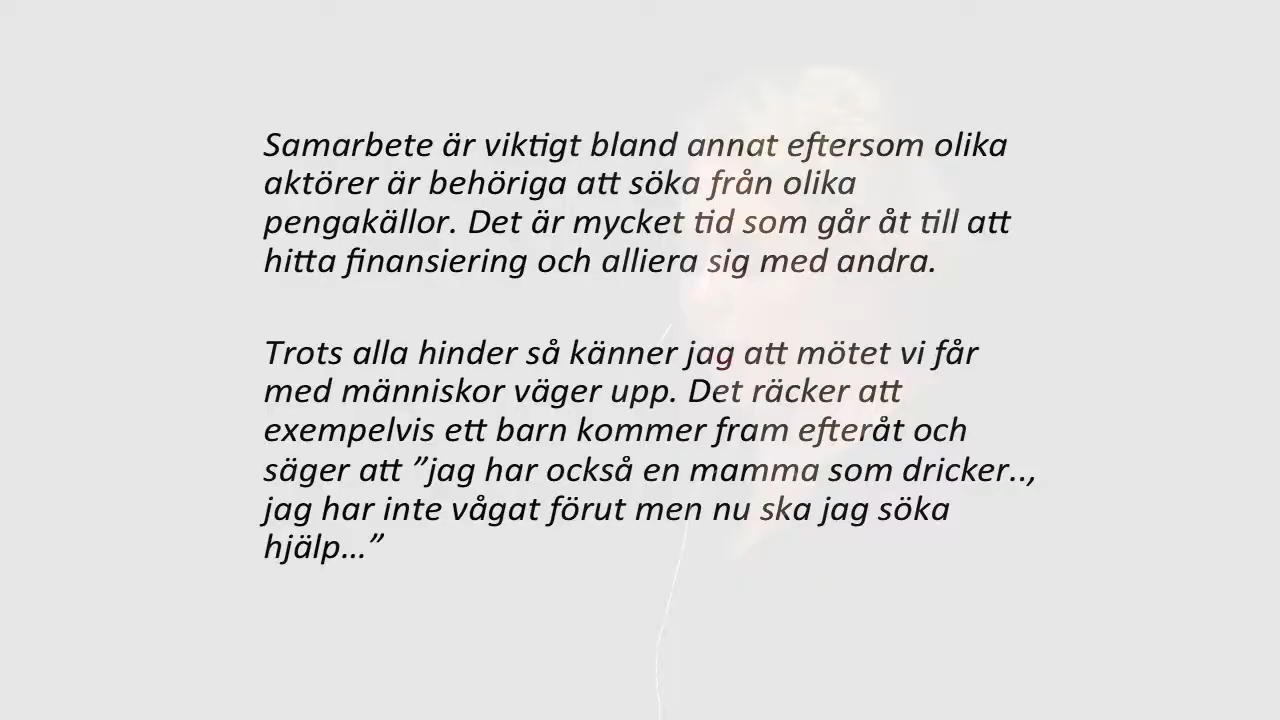 Samarbete är viktigt bland annat eftersom olika
aktörer är behöriga att söka från olika
pengakällor. Det är mycket tid som går åt till att
hitta finansiering och alliera sig med andra.
Trots alla hinder så känner jag att mötet vi får
med människor väger upp. Det räcker att
exempelvis ett barn kommer fram efteråt och
säger att ”jag har också en mamma som dricker..,
jag har inte vågat förut men nu ska jag söka
hjälp…”